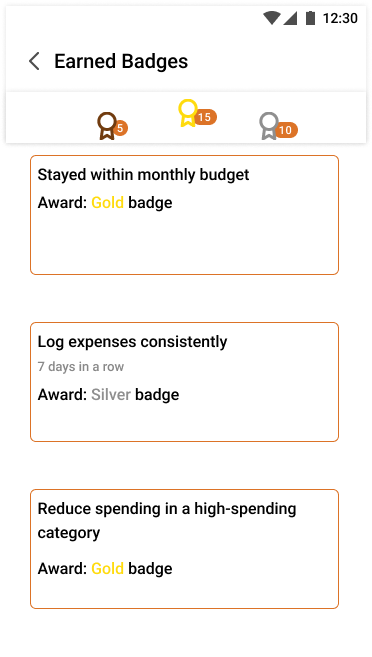 12:30
Earned Badges
5
15
10
Stayed within monthly budget
Award: Gold badge
Log expenses consistently
7 days in a row
Award: Silver badge
Reduce spending in a high-spending
category
Award: Gold badge